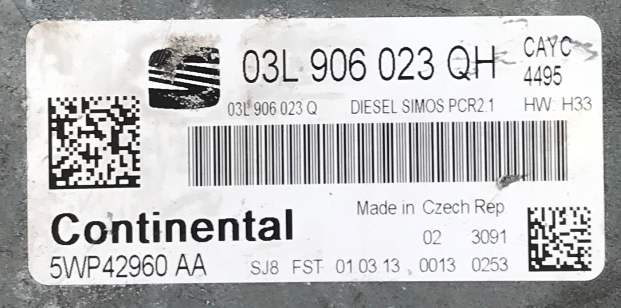 03L 906 023 QH CAYC
4495
03L 906 023 Q DIESEL SIMOS PCR2.1 HW: H33
Continental
Made in Czech Rep
02 3091
5WP42960 AA SJ8 FST 01 03 13 0013 0253